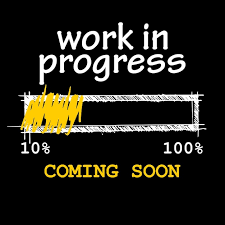 work in
progress
10% 100%
COMING SOON